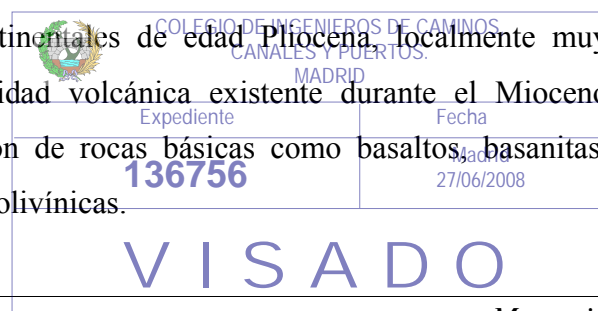 COLEGIO DE INGENIEROS DE CAMINOS
tinentales de edad Pliocena, localmente muy
CANALES Y PUERTOS.
MADRID
idad volcánica existente durante el Mioceno
Expediente Fecha
on de rocas básicas como basaltos, basanitas
136756 Madrid
27/06/2008
olivínicas.
VISADO